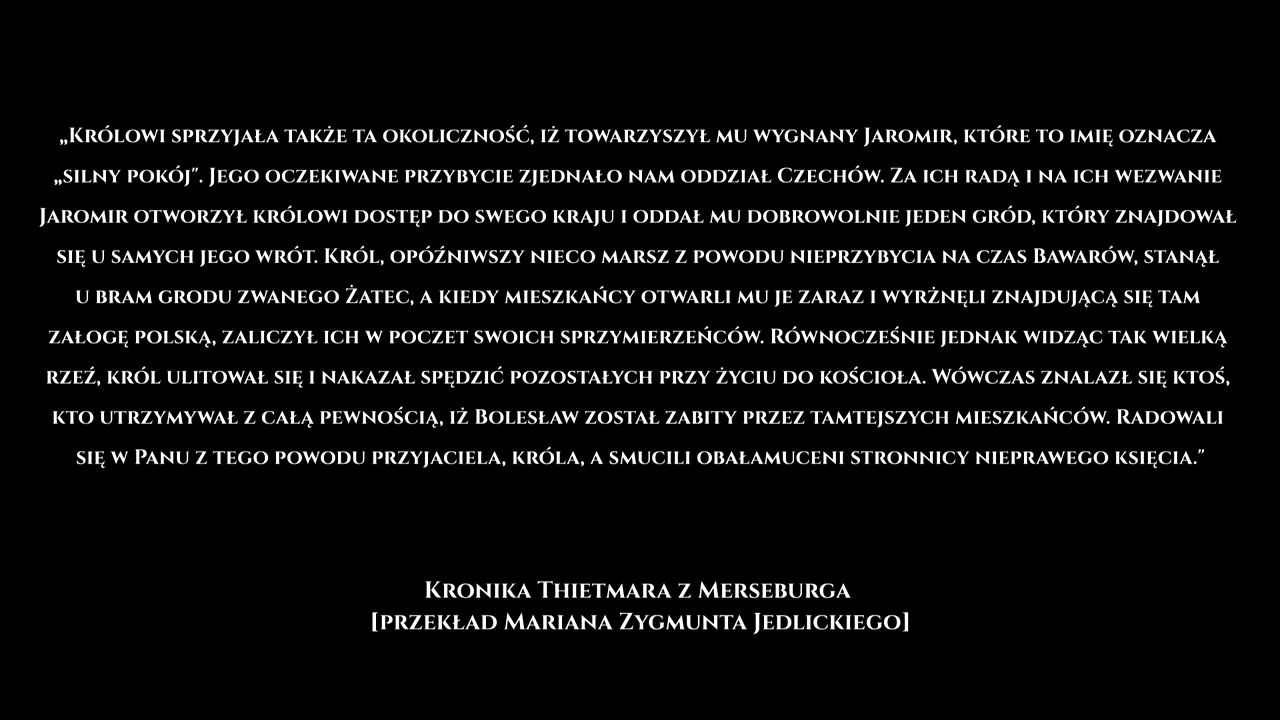 „Królowi sprzyjała także ta okoliczność, iż towarzyszył mu wygnany Jaromir, które to imię oznacza
„silny pokój". Jego oczekiwane przybycie zjednało nam oddział Czechów. Za ich radą i na ich wezwanie
Jaromir otworzył królowi dostęp do swego kraju i oddał mu dobrowolnie jeden gród, który znajdował
się u samych jego wrót. Król, opóźniwszy nieco marsz z powodu nieprzybycia na czas Bawarów, stanął
u bram grodu zwanego Žatec, a kiedy mieszkańcy otwarli mu je zaraz i wyrżnęli znajdującą się tam
załogę polską, zaliczył ich w poczet swoich sprzymierzeńców. Równocześnie jednak widząc tak wielką
rzeź, król ulitował się i nakazał spędzić pozostałych przy życiu do kościoła. Wówczas znalazł się ktoś,
kto utrzymywał z całą pewnością, iż Bolesław został zabity przez tamtejszych mieszkańców. Radowali
się w Panu z tego powodu przyjaciela, króla, a smucili obałamuceni stronnicy nieprawego księcia."
Kronika Thietmara z Merseburga
[przekład Mariana Zygmunta Jedlickiego]